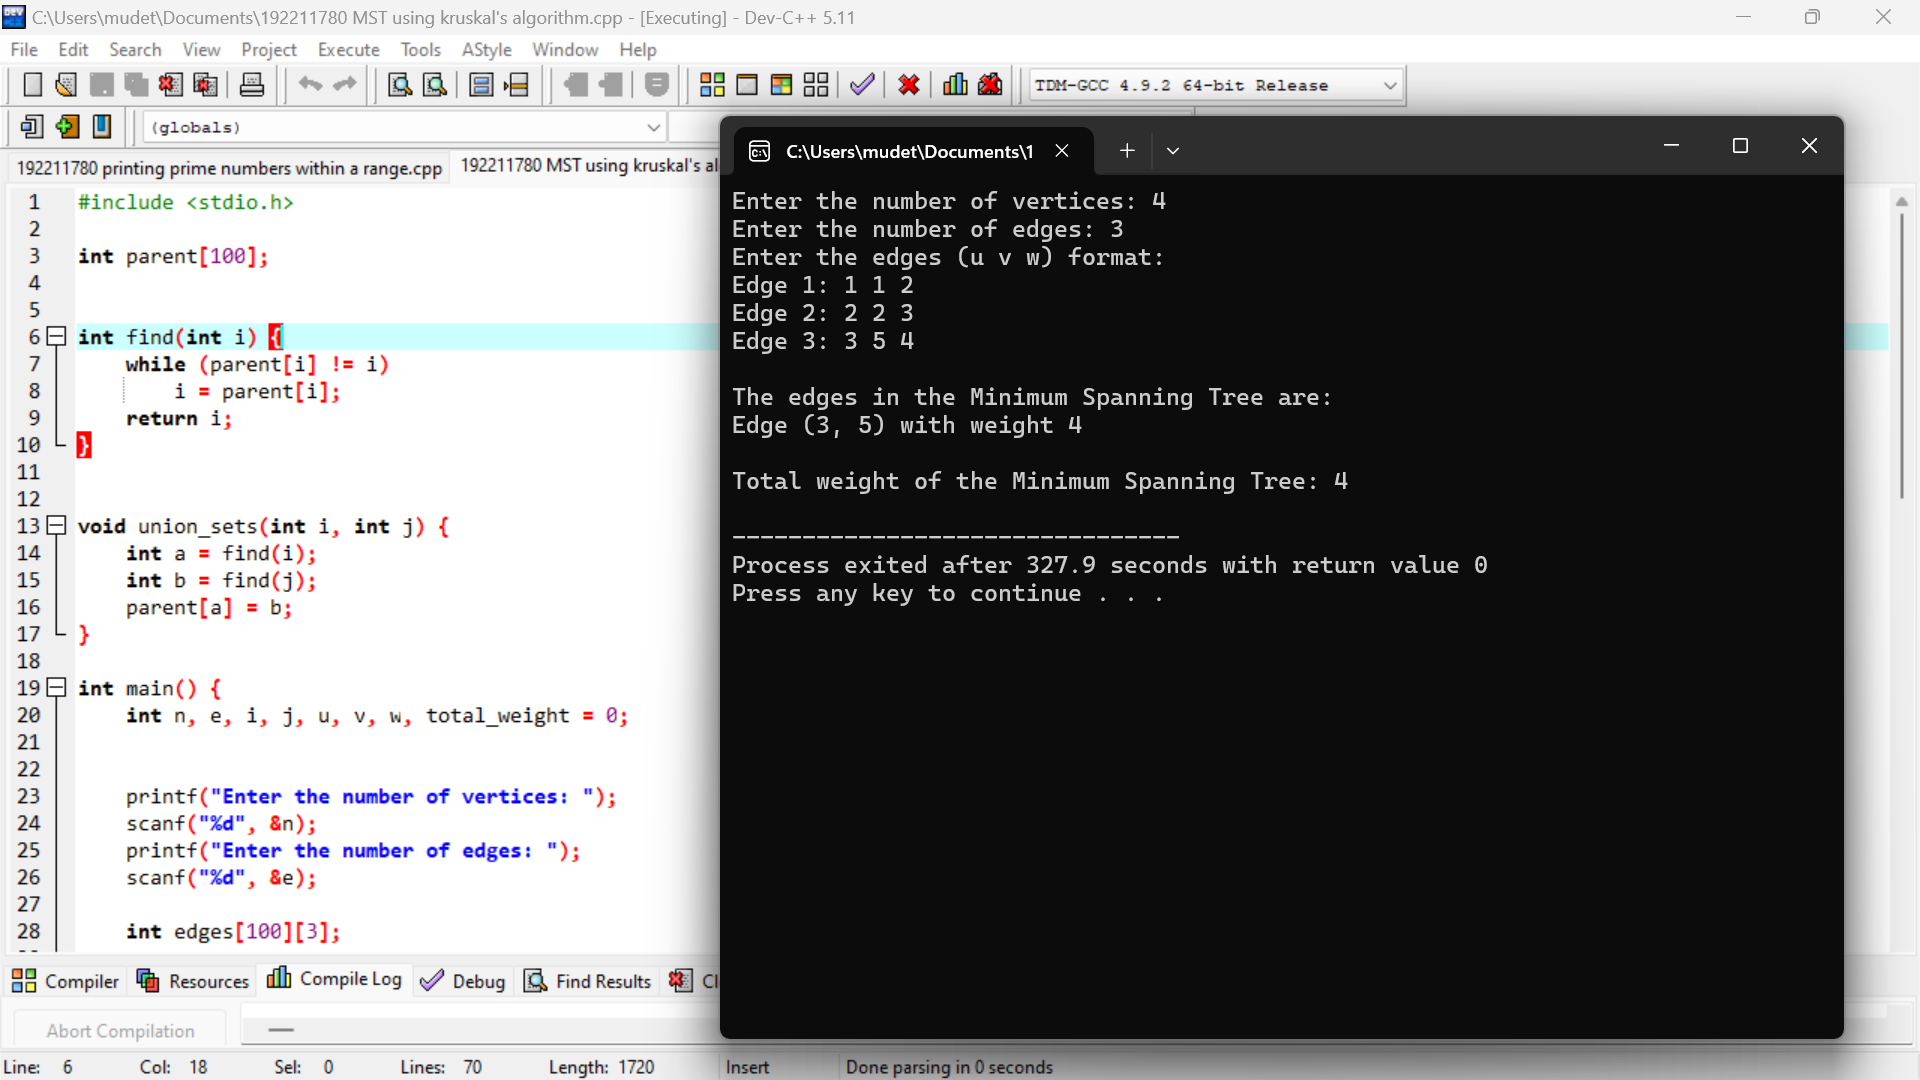 C:\Users\mudet\Documents\192211780 MST using kruskal's algorithm.cpp - [Executing] - Dev-C++ 5.11
File Edit Search View Project Execute Tools AStyle Window Help
TDM-GCC 4.9.2 64-bit Release
(globals)
192211780 printing prime numbers within a range.cpp 192211780 MST using kruskal's al
1 #include <stdio.h>
2
3 int parent[100];
4
5
6 int find(int i) {
7 while (parent[i] != i)
8 i = parent[i];
9 return i;
10 }
11
12
13 void union_sets(int i, int j) {
14 int a = find(i);
15 int b = find(j);
16 parent[a] = b;
17 }
18
19 int main() {
20 int n, e, i, j, u, v, w, total_weight = 0;
21
22
23 printf("Enter the number of vertices: ");
24 scanf("%d", &n);
25 printf("Enter the number of edges: ");
26 scanf("%d", &e);
27
28 int edges[100][3];
C:\Users\mudet\Documents\1
Enter the number of vertices: 4
Enter the number of edges: 3
Enter the edges (u v w) format:
Edge 1: 1 1 2
Edge 2: 2 2 3
Edge 3: 3 5 4
The edges in the Minimum Spanning Tree are:
Edge (3, 5) with weight 4
Total weight of the Minimum Spanning Tree: 4
--------------------------------
Process exited after 327.9 seconds with return value 0
Press any key to continue . . .
Compiler Resources Compile Log Debug Find Results Cl
Abort Compilation
Line: 6 Col: 18 Sel: 0 Lines: 70 Length: 1720 Insert Done parsing in 0 seconds